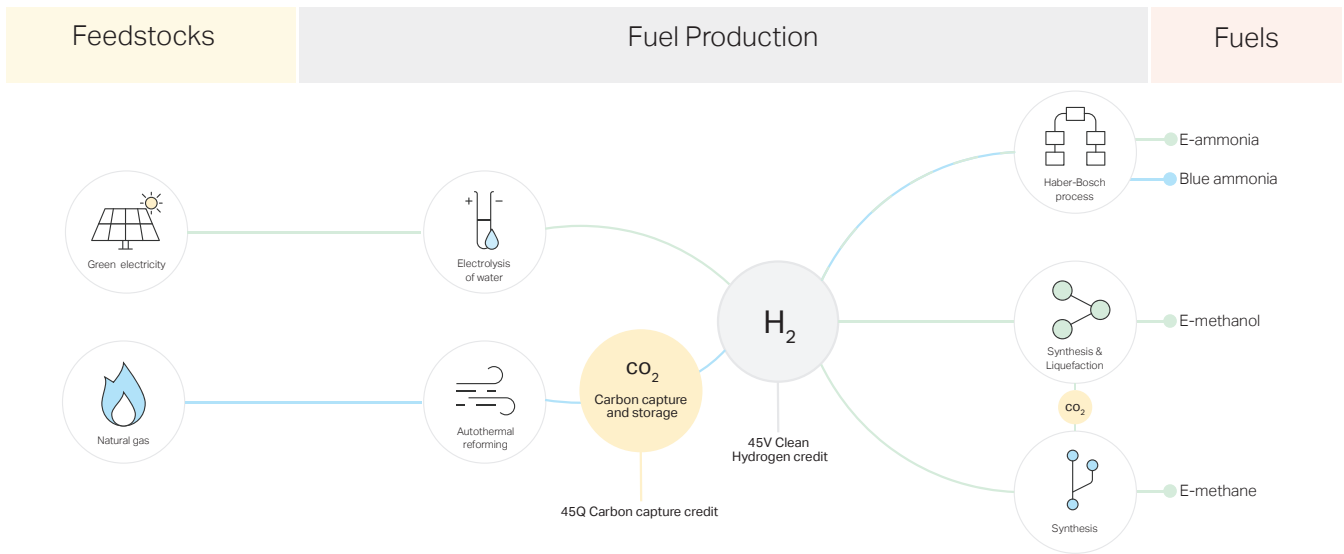 Feedstocks
Fuel Production
Fuels
Green electricity
+ −
Electrolysis
of water
Natural gas
Autothermal
reforming
CO₂
Carbon capture
and storage
45Q Carbon capture credit
H₂
45V Clean
Hydrogen credit
Haber-Bosch
process
E-ammonia
Blue ammonia
Synthesis &
Liquefaction
E-methanol
CO₂
Synthesis
E-methane